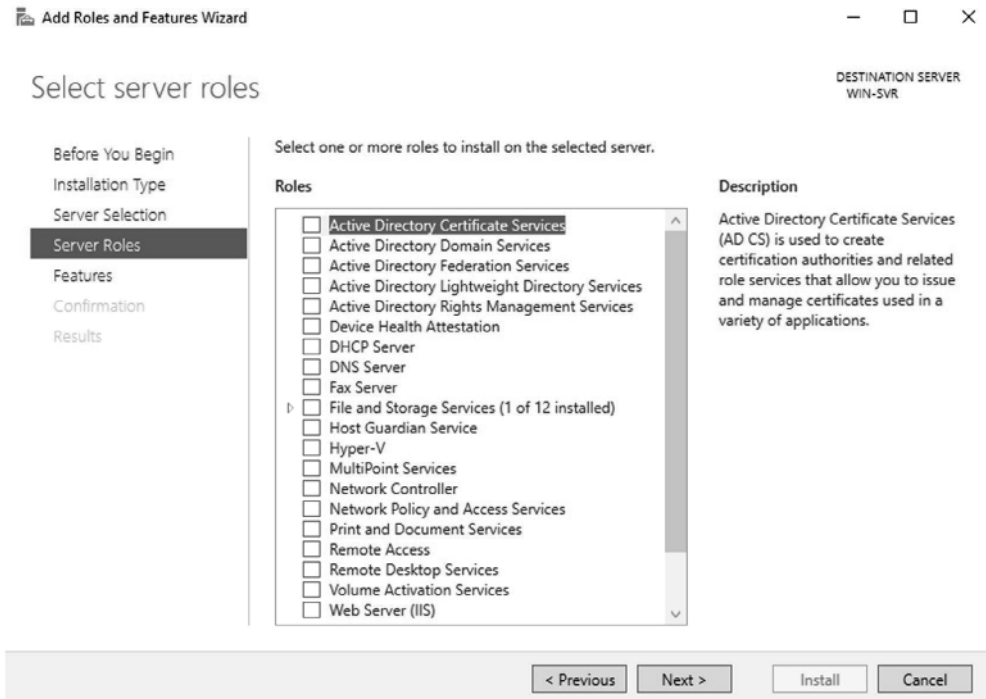 Add Roles and Features Wizard
Select server roles
DESTINATION SERVER
WIN-SVR
Before You Begin
Installation Type
Server Selection
Server Roles
Features
Confirmation
Results
Select one or more roles to install on the selected server.
Roles
Active Directory Certificate Services
Active Directory Domain Services
Active Directory Federation Services
Active Directory Lightweight Directory Services
Active Directory Rights Management Services
Device Health Attestation
DHCP Server
DNS Server
Fax Server
File and Storage Services (1 of 12 installed)
Host Guardian Service
Hyper-V
MultiPoint Services
Network Controller
Network Policy and Access Services
Print and Document Services
Remote Access
Remote Desktop Services
Volume Activation Services
Web Server (IIS)
Description
Active Directory Certificate Services
(AD CS) is used to create
certification authorities and related
role services that allow you to issue
and manage certificates used in a
variety of applications.
< Previous
Next >
Install
Cancel